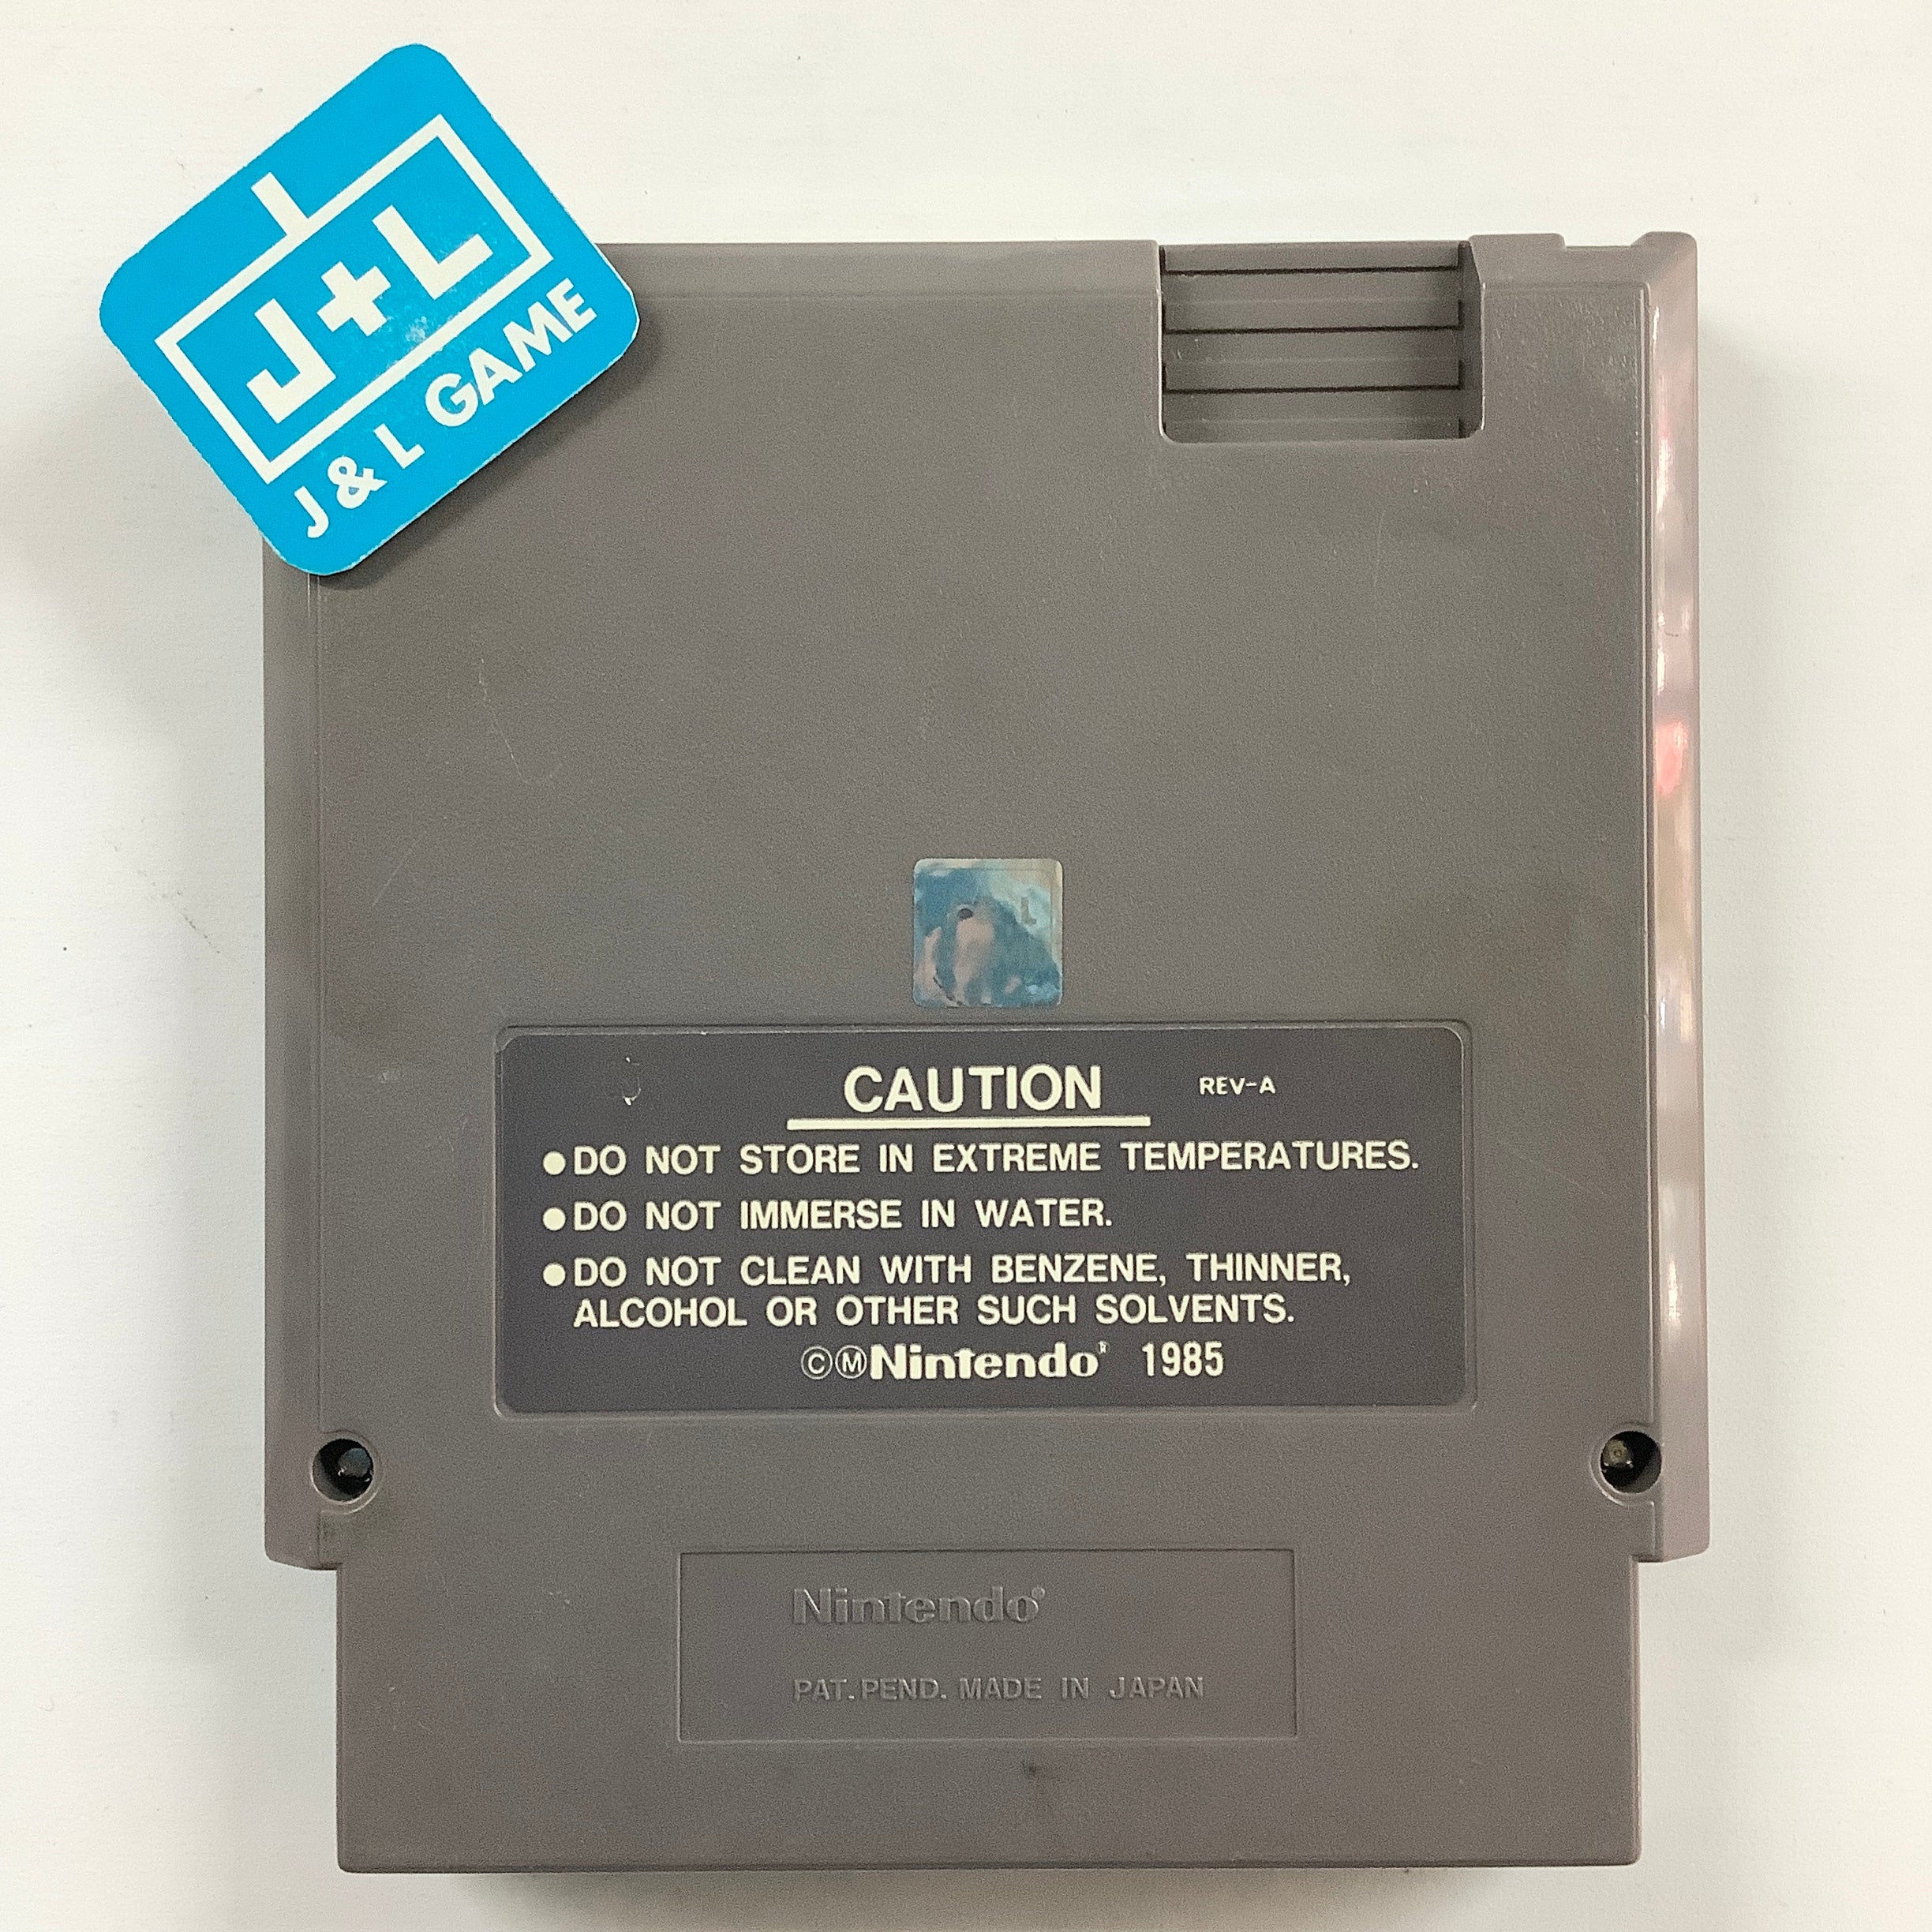 J+L
J & L GAME
L
CAUTION REV-A
●DO NOT STORE IN EXTREME TEMPERATURES.
●DO NOT IMMERSE IN WATER.
●DO NOT CLEAN WITH BENZENE, THINNER,
ALCOHOL OR OTHER SUCH SOLVENTS.
©ⓂNintendo® 1985
Nintendo®
PAT. PEND. MADE IN JAPAN